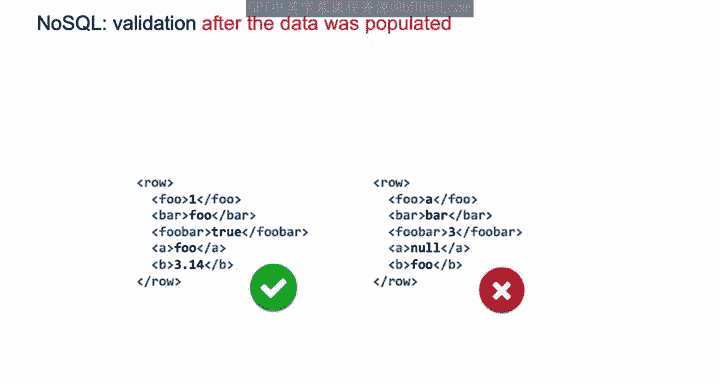 NoSQL: validation after the data was populated
<row>
<foo>1</foo>
<bar>foo</bar>
<foobar>true</foobar>
<a>foo</a>
<b>3.14</b>
</row>
<row>
<foo>a</foo>
<bar>bar</bar>
<foobar>3</foobar>
<a>null</a>
<b>foo</b>
</row>